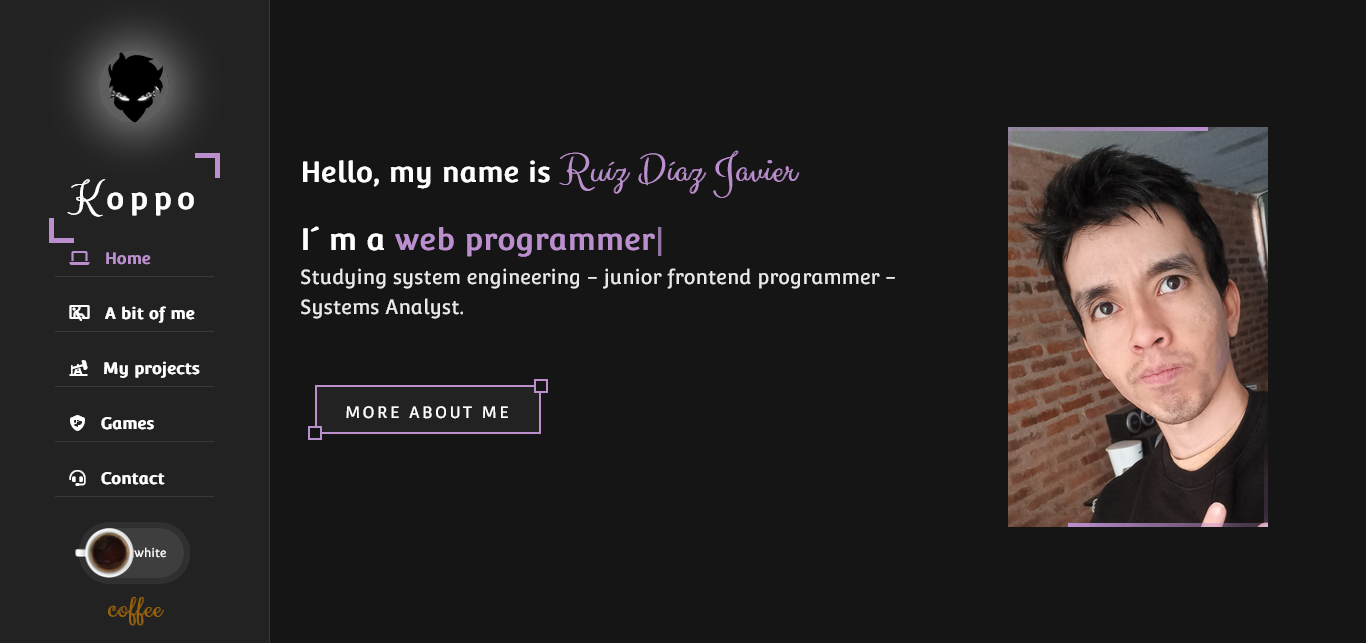 Koppo
Home
A bit of me
My projects
Games
Contact
white
coffee
Hello, my name is Ruíz Díaz Javier
I´ m a web programmer|
Studying system engineering – junior frontend programmer –
Systems Analyst.
MORE ABOUT ME